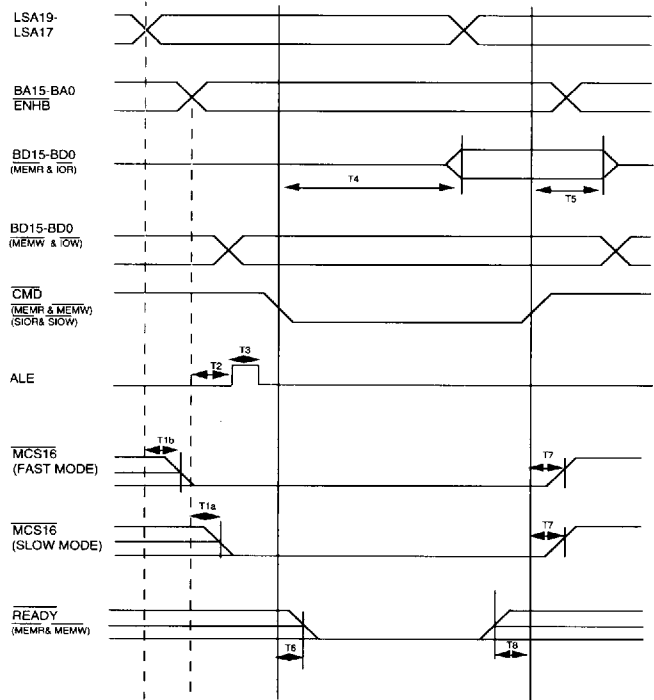 LSA19-
LSA17
BA15-BA0
ENHB
BD15-BD0
(MEMR & IOR)
T4
T5
BD15-BD0
(MEMW & IOW)
CMD
(MEMR & MEMW)
(SIOR& SIOW)
T3
T2
ALE
T1b
T7
MCS16
(FAST MODE)
T1a
T7
MCS16
(SLOW MODE)
READY
(MEMR& MEMW)
T6
T8